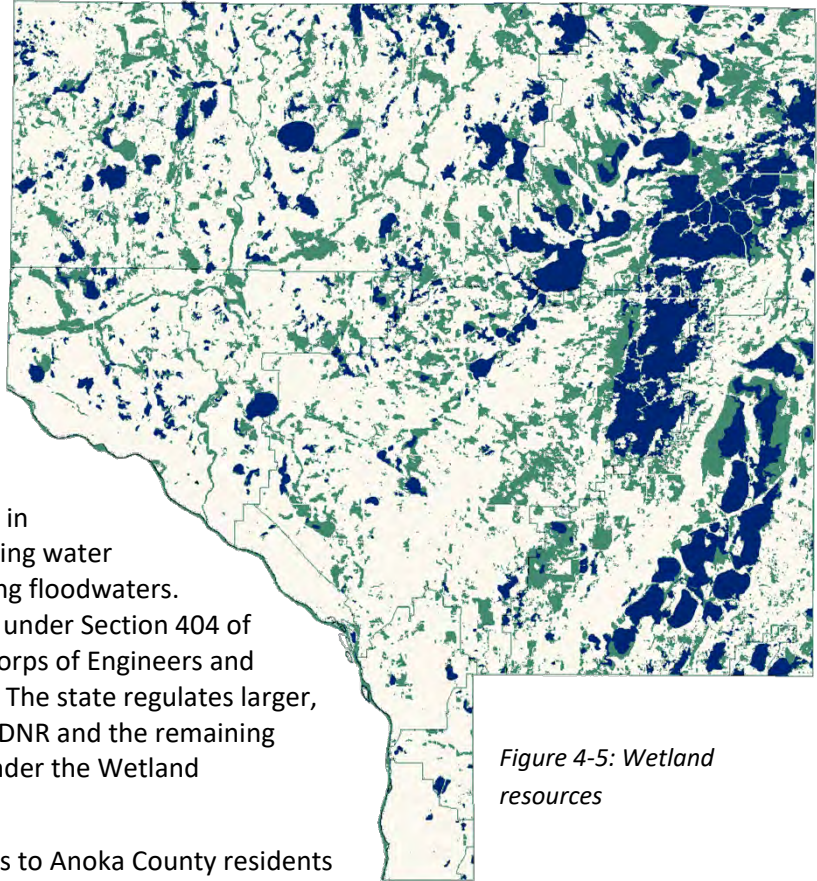 in
ing water
ng floodwaters.
under Section 404 of
orps of Engineers and
The state regulates larger,
DNR and the remaining
nder the Wetland
Figure 4-5: Wetland
resources
s to Anoka County residents